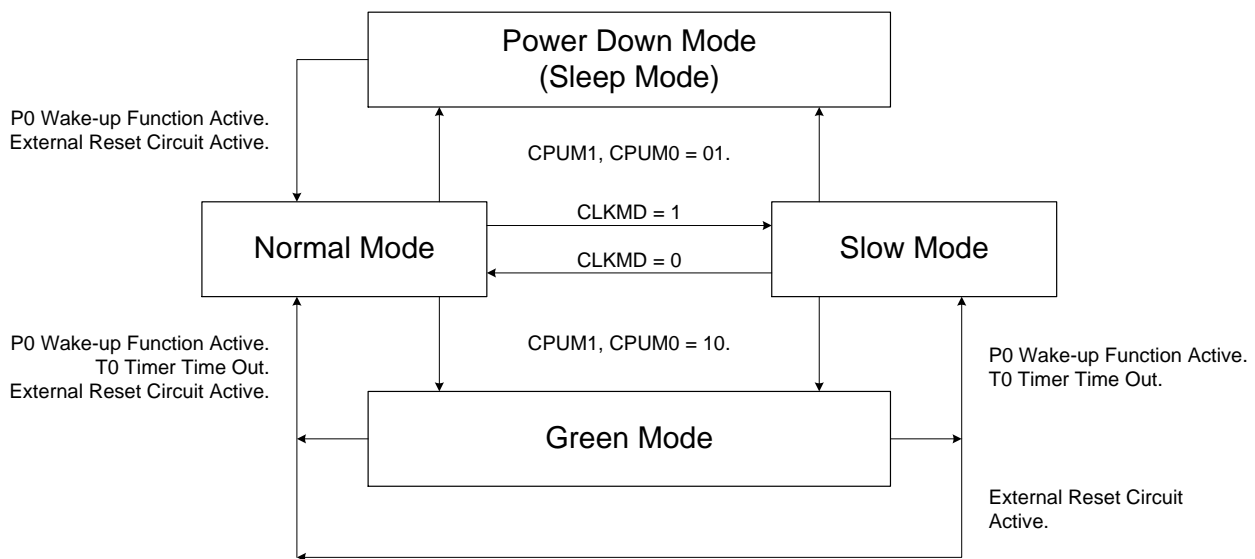 Power Down Mode
(Sleep Mode)
P0 Wake-up Function Active.
External Reset Circuit Active.
CPUM1, CPUM0 = 01.
Normal Mode
CLKMD = 1
CLKMD = 0
Slow Mode
P0 Wake-up Function Active.
T0 Timer Time Out.
External Reset Circuit Active.
CPUM1, CPUM0 = 10.
P0 Wake-up Function Active.
T0 Timer Time Out.
Green Mode
External Reset Circuit
Active.